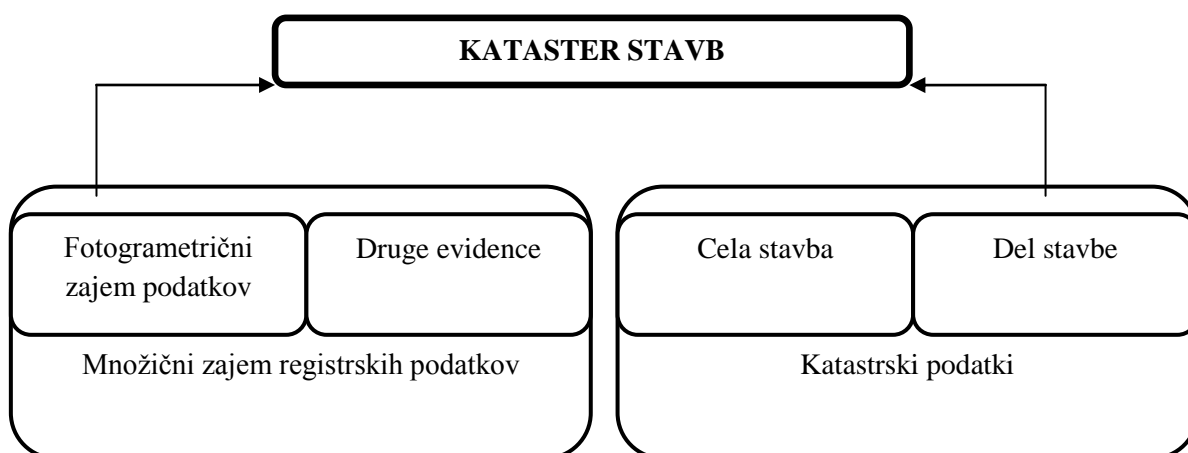 KATASTER STAVB
Fotogrametrični
zajem podatkov
Druge evidence
Množični zajem registrskih podatkov
Cela stavba
Del stavbe
Katastrski podatki